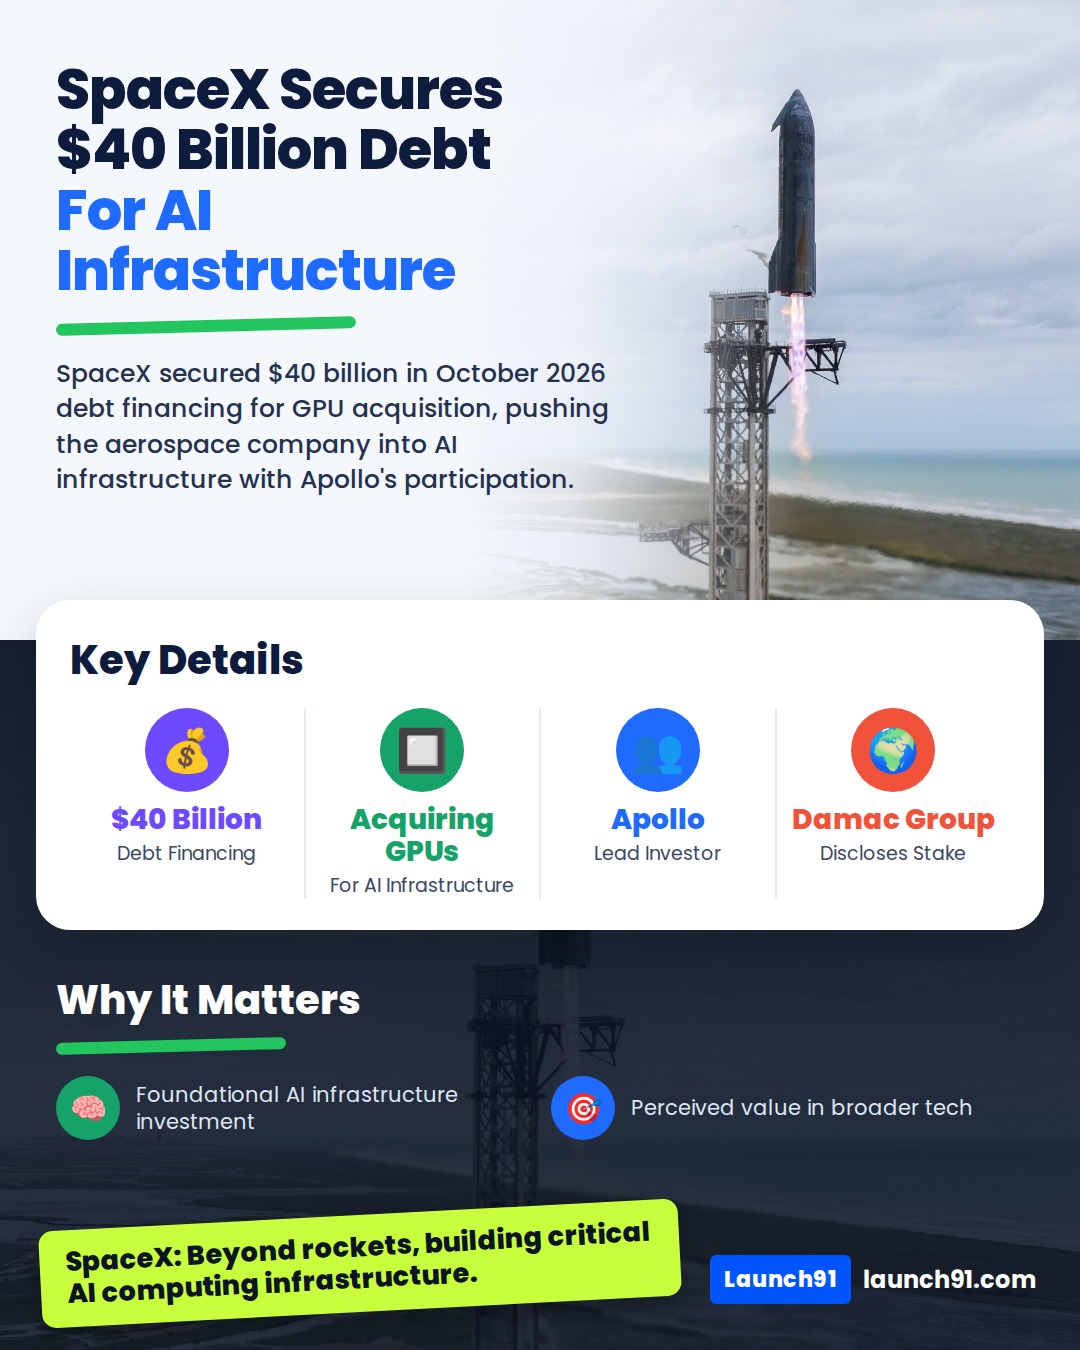 SpaceX Secures
$40 Billion Debt
For AI
Infrastructure
SpaceX secured $40 billion in October 2026
debt financing for GPU acquisition, pushing
the aerospace company into AI
infrastructure with Apollo's participation.
Key Details
$40 Billion
Debt Financing
Acquiring
GPUs
For AI Infrastructure
Apollo
Lead Investor
Damac Group
Discloses Stake
Why It Matters
Foundational AI infrastructure
investment
Perceived value in broader tech
SpaceX: Beyond rockets, building critical
AI computing infrastructure.
Launch91 launch91.com